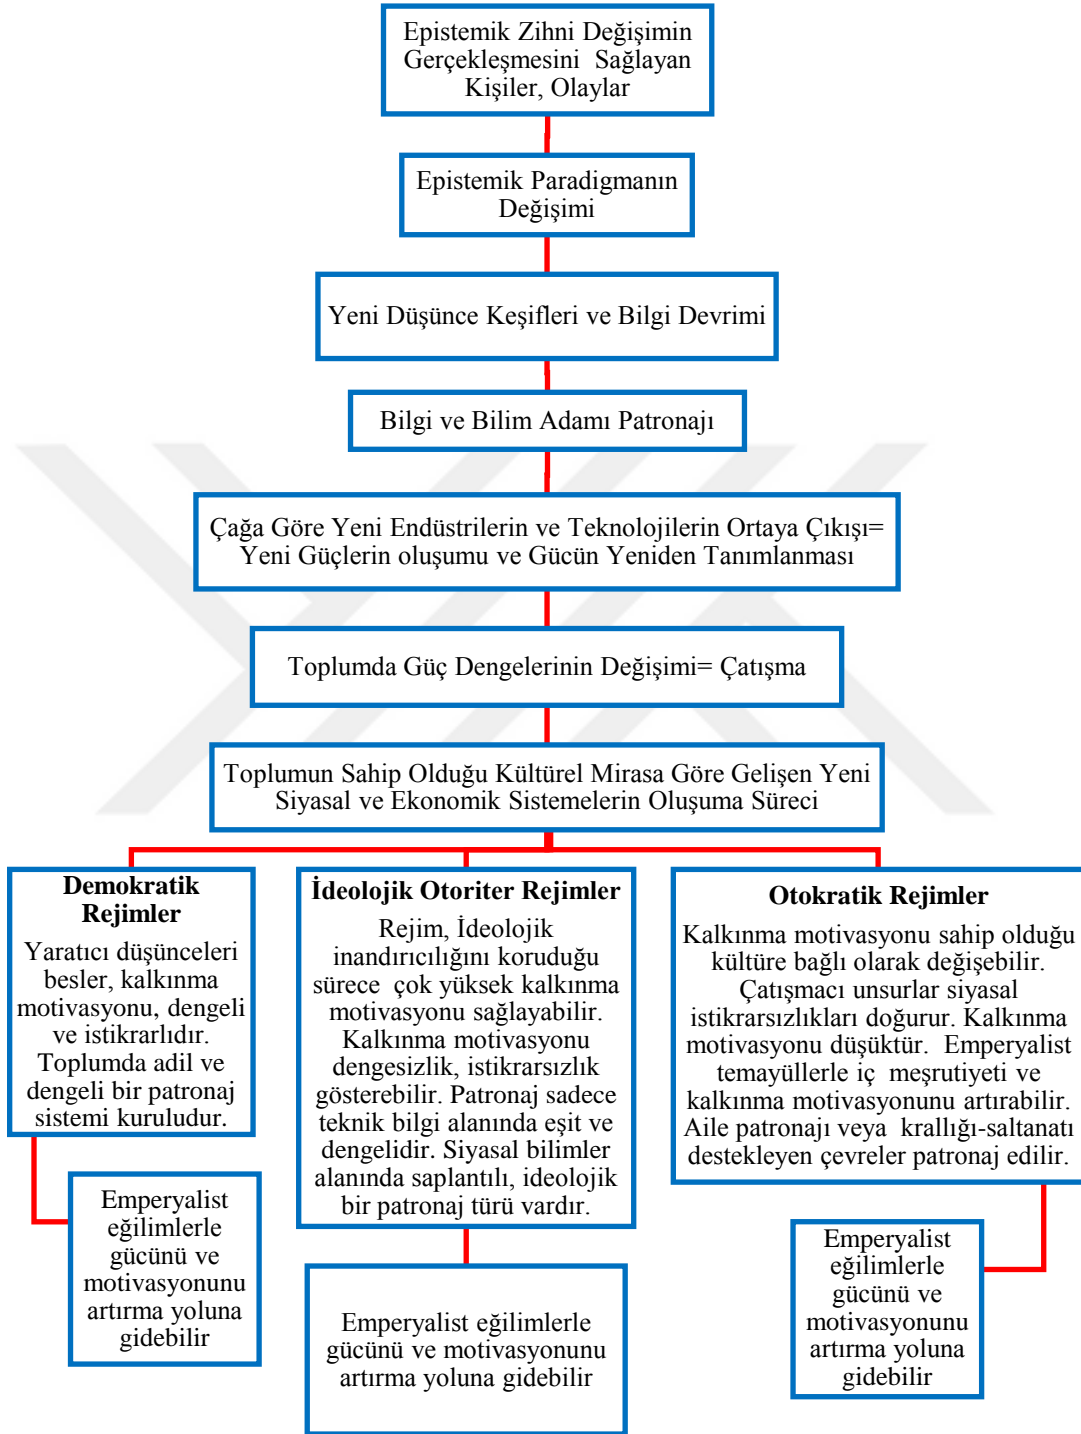 Epistemik Zihni Değişimin
Gerçekleşmesini Sağlayan
Kişiler, Olaylar
Epistemik Paradigmanın
Değişimi
Yeni Düşünce Keşifleri ve Bilgi Devrimi
Bilgi ve Bilim Adamı Patronajı
Çağa Göre Yeni Endüstrilerin ve Teknolojilerin Ortaya Çıkışı=
Yeni Güçlerin oluşumu ve Gücün Yeniden Tanımlanması
Toplumda Güç Dengelerinin Değişimi= Çatışma
Toplumun Sahip Olduğu Kültürel Mirasa Göre Gelişen Yeni
Siyasal ve Ekonomik Sistemelerin Oluşuma Süreci
Demokratik
Rejimler
Yaratıcı düşünceleri
besler, kalkınma
motivasyonu, dengeli
ve istikrarlıdır.
Toplumda adil ve
dengeli bir patronaj
sistemi kuruludur.
Emperyalist
eğilimlerle
gücünü ve
motivasyonunu
artırma yoluna
gidebilir
İdeolojik Otoriter Rejimler
Rejim, İdeolojik
inandırıcılığını koruduğu
sürece çok yüksek kalkınma
motivasyonu sağlayabilir.
Kalkınma motivasyonu
dengesizlik, istikrarsızlık
gösterebilir. Patronaj sadece
teknik bilgi alanında eşit ve
dengelidir. Siyasal bilimler
alanında saplantılı, ideolojik
bir patronaj türü vardır.
Emperyalist eğilimlerle
gücünü ve motivasyonunu
artırma yoluna gidebilir
Otokratik Rejimler
Kalkınma motivasyonu sahip olduğu
kültüre bağlı olarak değişebilir.
Çatışmacı unsurlar siyasal
istikrarsızlıkları doğurur. Kalkınma
motivasyonu düşüktür. Emperyalist
temayüllerle iç meşrutiyeti ve
kalkınma motivasyonunu artırabilir.
Aile patronajı veya krallığı-saltanatı
destekleyen çevreler patronaj edilir.
Emperyalist
eğilimlerle
gücünü ve
motivasyonunu
artırma yoluna
gidebilir